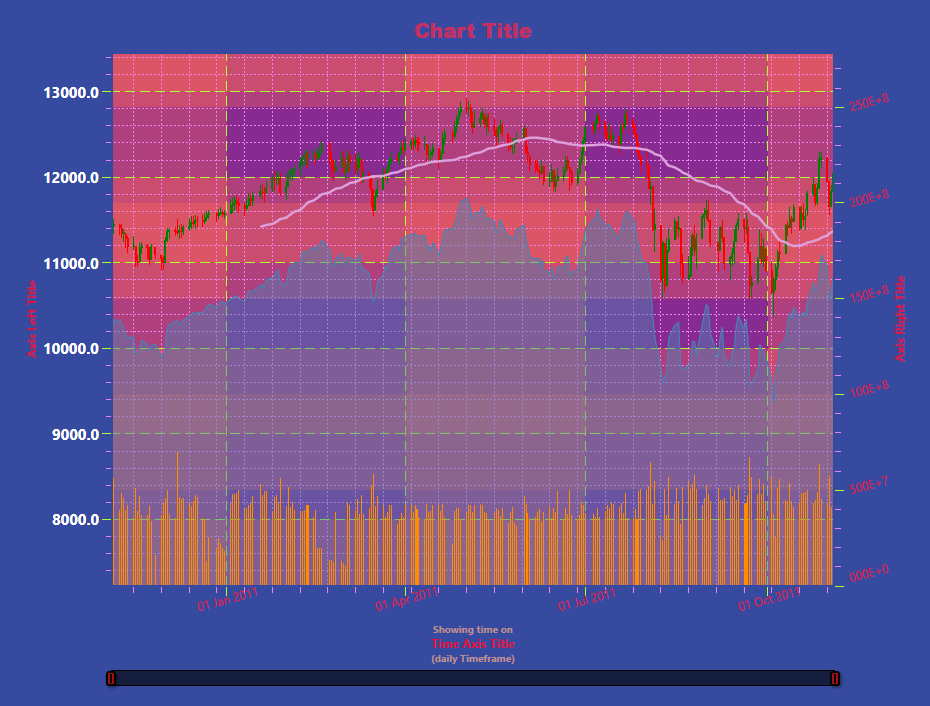 Chart Title
13000.0
12000.0
11000.0
10000.0
9000.0
8000.0
Axis Left Title
250E+8
200E+8
150E+8
100E+8
500E+7
000E+0
Axis Right Title
01 Jan 2011
01 Apr 2011
01 Jul 2011
01 Oct 2011
Showing time on
Time Axis Title
(daily Timeframe)